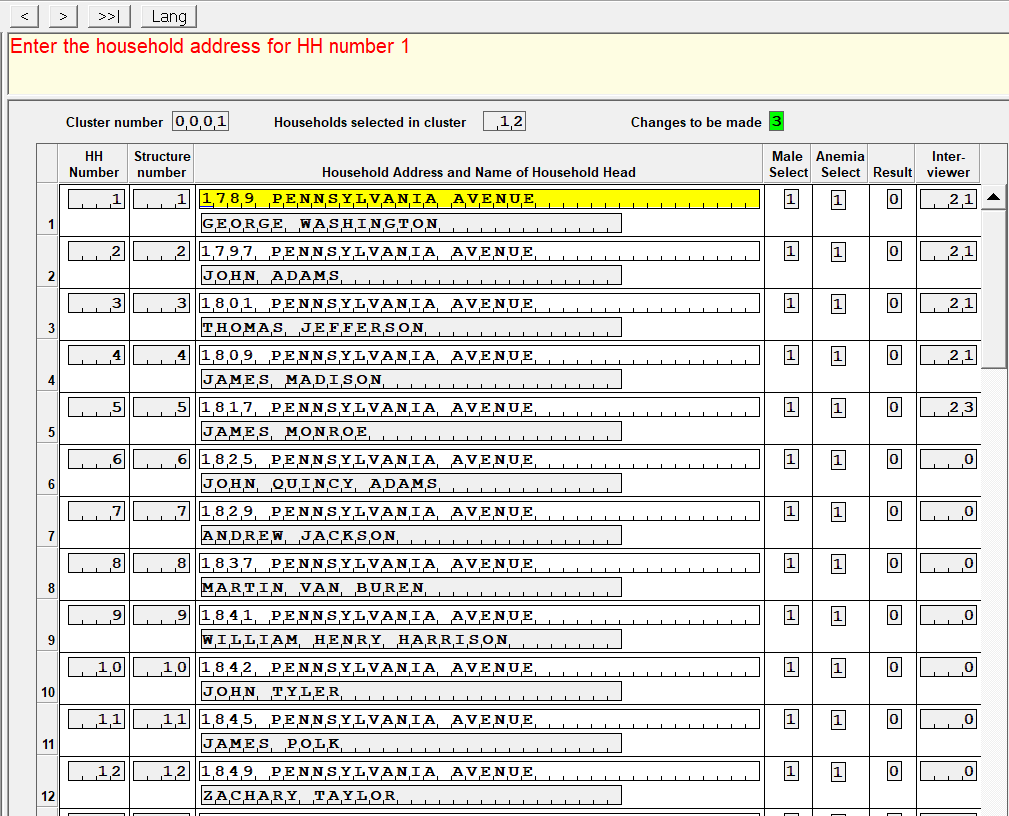 < > >>| Lang
Enter the household address for HH number 1
Cluster number 0001 Households selected in cluster 12 Changes to be made 3
HH Number Structure number Household Address and Name of Household Head Male Select Anemia Select Result Inter-viewer
1 1 1789 PENNSYLVANIA AVENUE 1 1 0 21
1 GEORGE WASHINGTON
2 2 1797 PENNSYLVANIA AVENUE 1 1 0 21
2 JOHN ADAMS
3 3 1801 PENNSYLVANIA AVENUE 1 1 0 21
3 THOMAS JEFFERSON
4 4 1809 PENNSYLVANIA AVENUE 1 1 0 21
4 JAMES MADISON
5 5 1817 PENNSYLVANIA AVENUE 1 1 0 23
5 JAMES MONROE
6 6 1825 PENNSYLVANIA AVENUE 1 1 0 0
6 JOHN QUINCY ADAMS
7 7 1829 PENNSYLVANIA AVENUE 1 1 0 0
7 ANDREW JACKSON
8 8 1837 PENNSYLVANIA AVENUE 1 1 0 0
8 MARTIN VAN BUREN
9 9 1841 PENNSYLVANIA AVENUE 1 1 0 0
9 WILLIAM HENRY HARRISON
10 10 1842 PENNSYLVANIA AVENUE 1 1 0 0
10 JOHN TYLER
11 11 1845 PENNSYLVANIA AVENUE 1 1 0 0
11 JAMES POLK
12 12 1849 PENNSYLVANIA AVENUE 1 1 0 0
12 ZACHARY TAYLOR